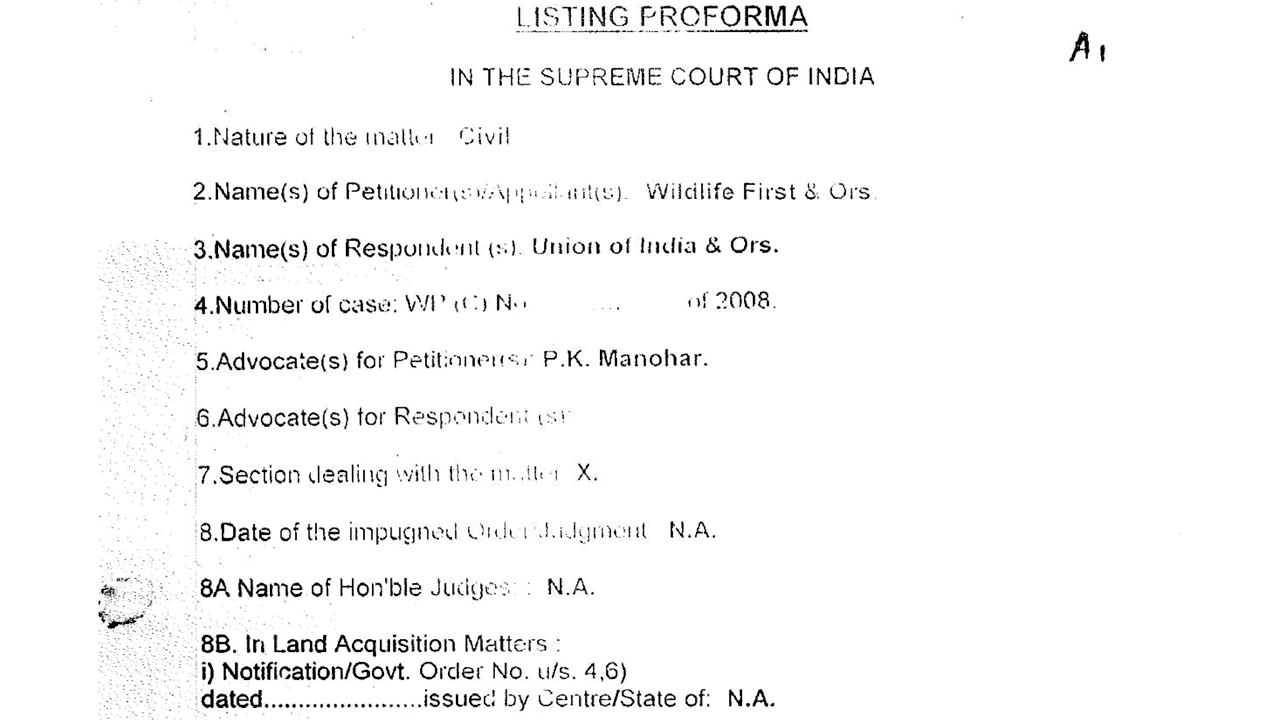 LISTING PROFORMA
A1
IN THE SUPREME COURT OF INDIA
1.Nature of the matter Civil
2.Name(s) of Petitioner(s)/Appellant(s). Wildlife First & Ors.
3.Name(s) of Respondent (s). Union of India & Ors.
4.Number of case: WP (C) No ... of 2008.
5.Advocate(s) for Petitioner(s): P.K. Manohar.
6.Advocate(s) for Respondent (s):
7.Section dealing with the matter X.
8.Date of the impugned Order/Judgment N.A.
8A Name of Hon'ble Judges: : N.A.
8B. In Land Acquisition Matters :
i) Notification/Govt. Order No. u/s. 4,6)
dated......................issued by Centre/State of: N.A.